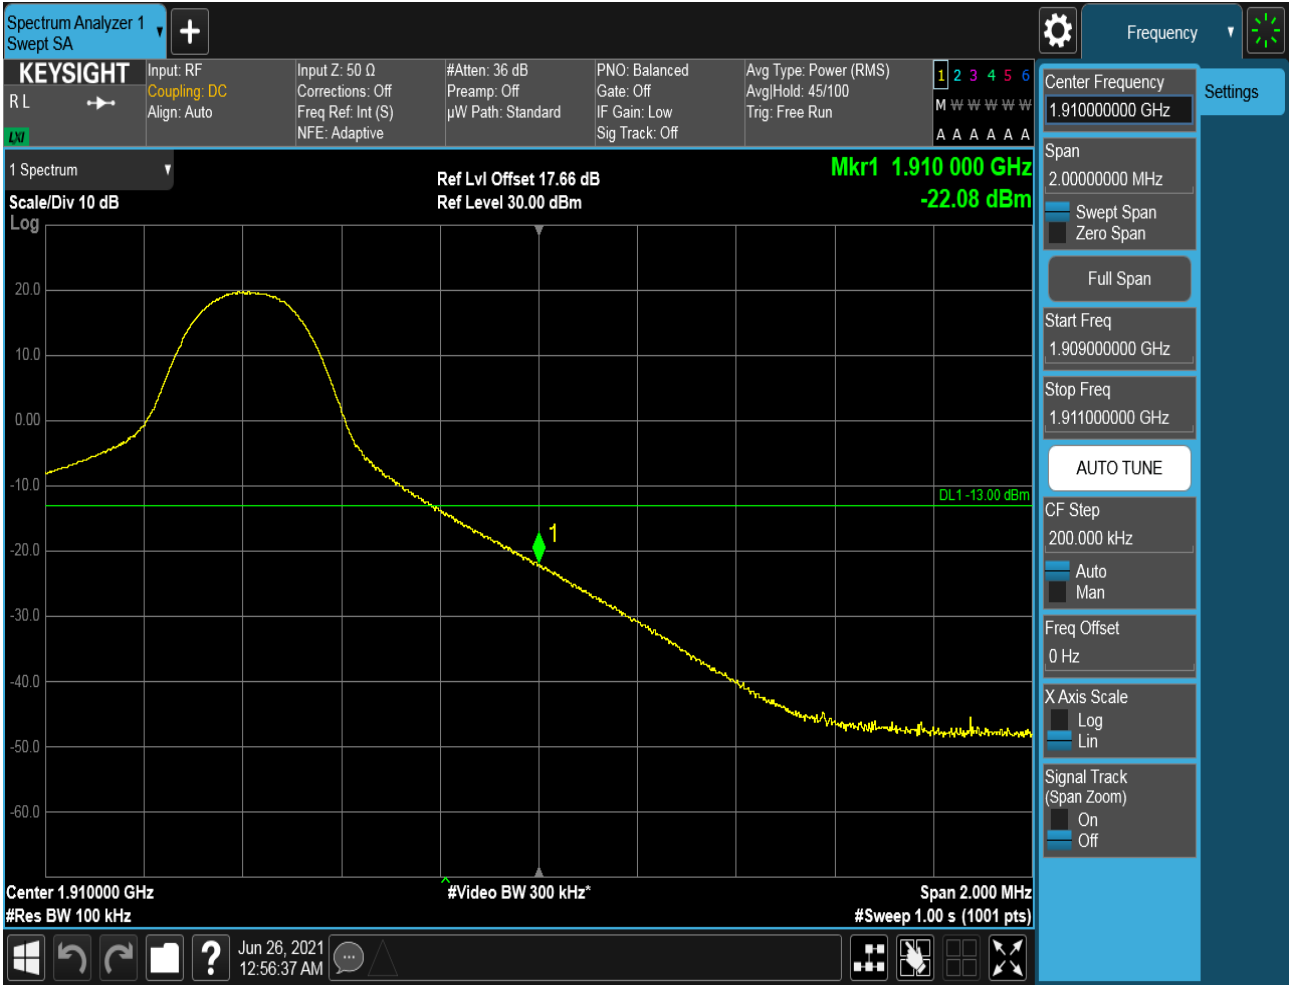 Spectrum Analyzer 1
Swept SA
Frequency
KEYSIGHT
R L
LXI
Input: RF
Coupling: DC
Align: Auto
Input Z: 50 Ω
Corrections: Off
Freq Ref: Int (S)
NFE: Adaptive
#Atten: 36 dB
Preamp: Off
µW Path: Standard
PNO: Balanced
Gate: Off
IF Gain: Low
Sig Track: Off
Avg Type: Power (RMS)
Avg|Hold: 45/100
Trig: Free Run
1 2 3 4 5 6
M W W W W W
A A A A A A
1 Spectrum
Scale/Div 10 dB
Log
Ref Lvl Offset 17.66 dB
Ref Level 30.00 dBm
Mkr1 1.910 000 GHz
-22.08 dBm
20.0
10.0
0.00
-10.0
-20.0
-30.0
-40.0
-50.0
-60.0
DL1 -13.00 dBm
1
Center 1.910000 GHz
#Res BW 100 kHz
#Video BW 300 kHz*
Span 2.000 MHz
#Sweep 1.00 s (1001 pts)
Center Frequency
1.910000000 GHz
Settings
Span
2.00000000 MHz
Swept Span
Zero Span
Full Span
Start Freq
1.909000000 GHz
Stop Freq
1.911000000 GHz
AUTO TUNE
CF Step
200.000 kHz
Auto
Man
Freq Offset
0 Hz
X Axis Scale
Log
Lin
Signal Track
(Span Zoom)
On
Off
?
Jun 26, 2021
12:56:37 AM